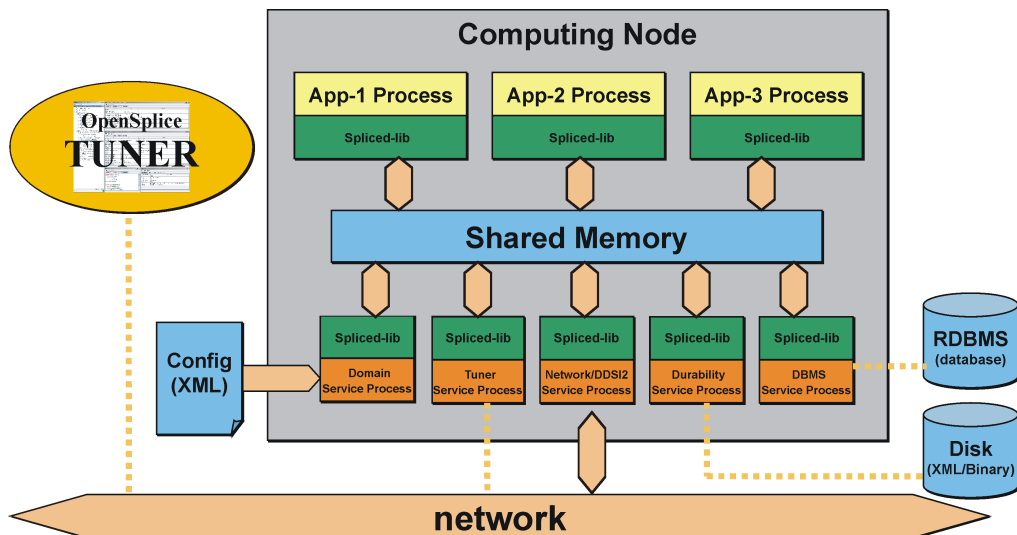 Computing Node
App-1 Process
App-2 Process
App-3 Process
Spliced-lib
Spliced-lib
Spliced-lib
OpenSplice
TUNER
Shared Memory
Spliced-lib
Spliced-lib
Spliced-lib
Spliced-lib
Spliced-lib
Domain
Service Process
Tuner
Service Process
Network/DDSI2
Service Process
Durability
Service Process
DBMS
Service Process
Config
(XML)
RDBMS
(database)
Disk
(XML/Binary)
network